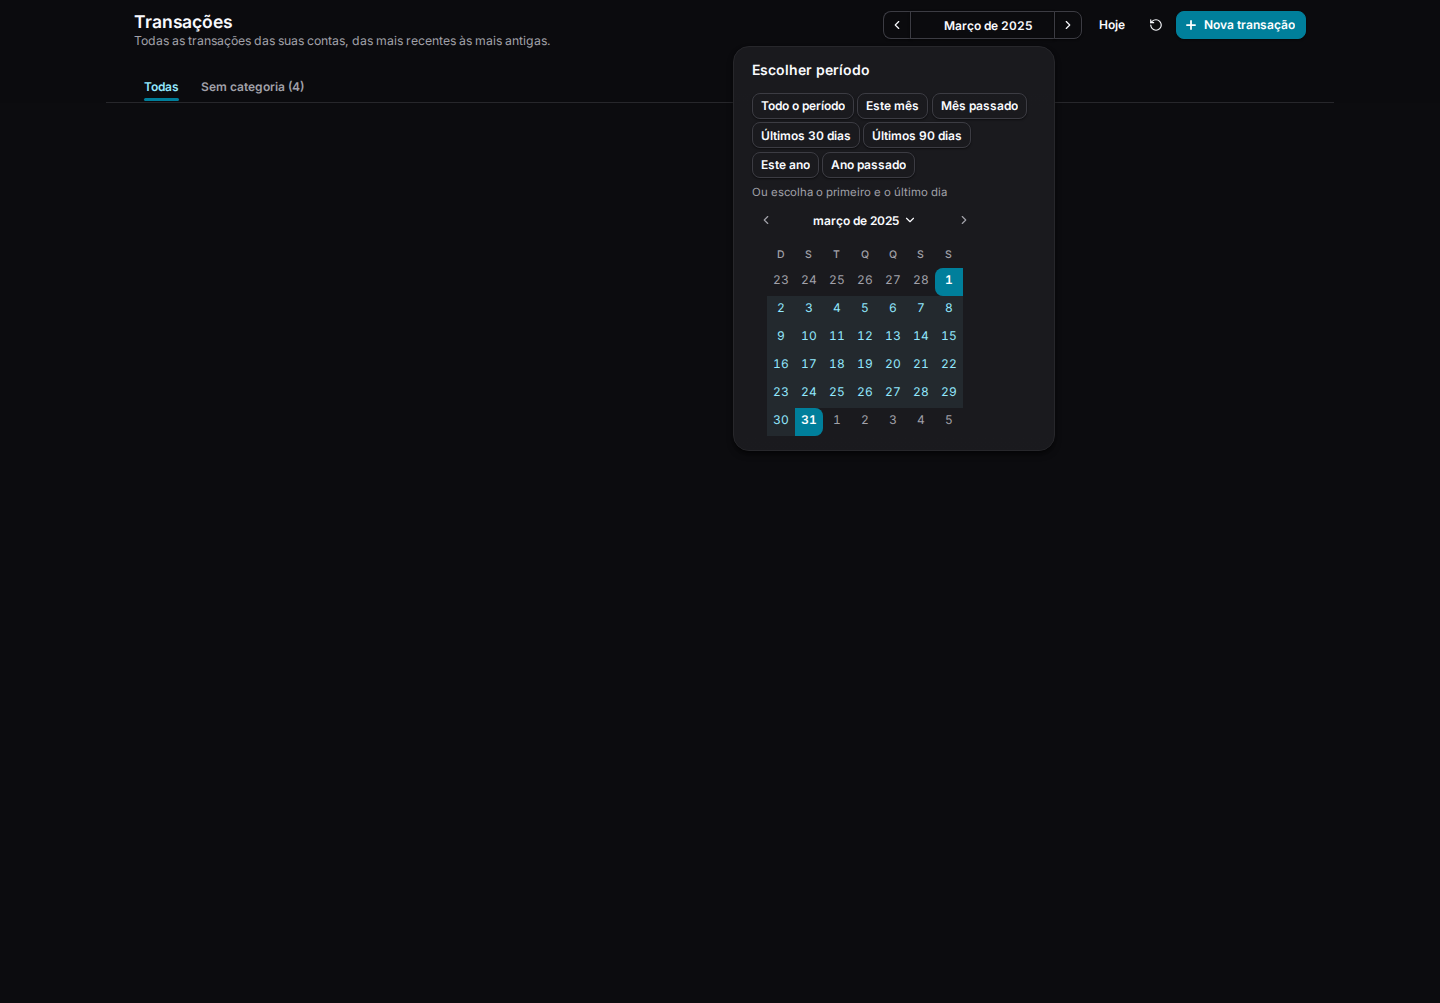 Transações
Todas as transações das suas contas, das mais recentes às mais antigas.
Março de 2025
Hoje
Nova transação
Todas
Sem categoria (4)
Escolher período
Todo o período
Este mês
Mês passado
Últimos 30 dias
Últimos 90 dias
Este ano
Ano passado
Ou escolha o primeiro e o último dia
março de 2025
D S T Q Q S S
23 24 25 26 27 28 1
2 3 4 5 6 7 8
9 10 11 12 13 14 15
16 17 18 19 20 21 22
23 24 25 26 27 28 29
30 31 1 2 3 4 5